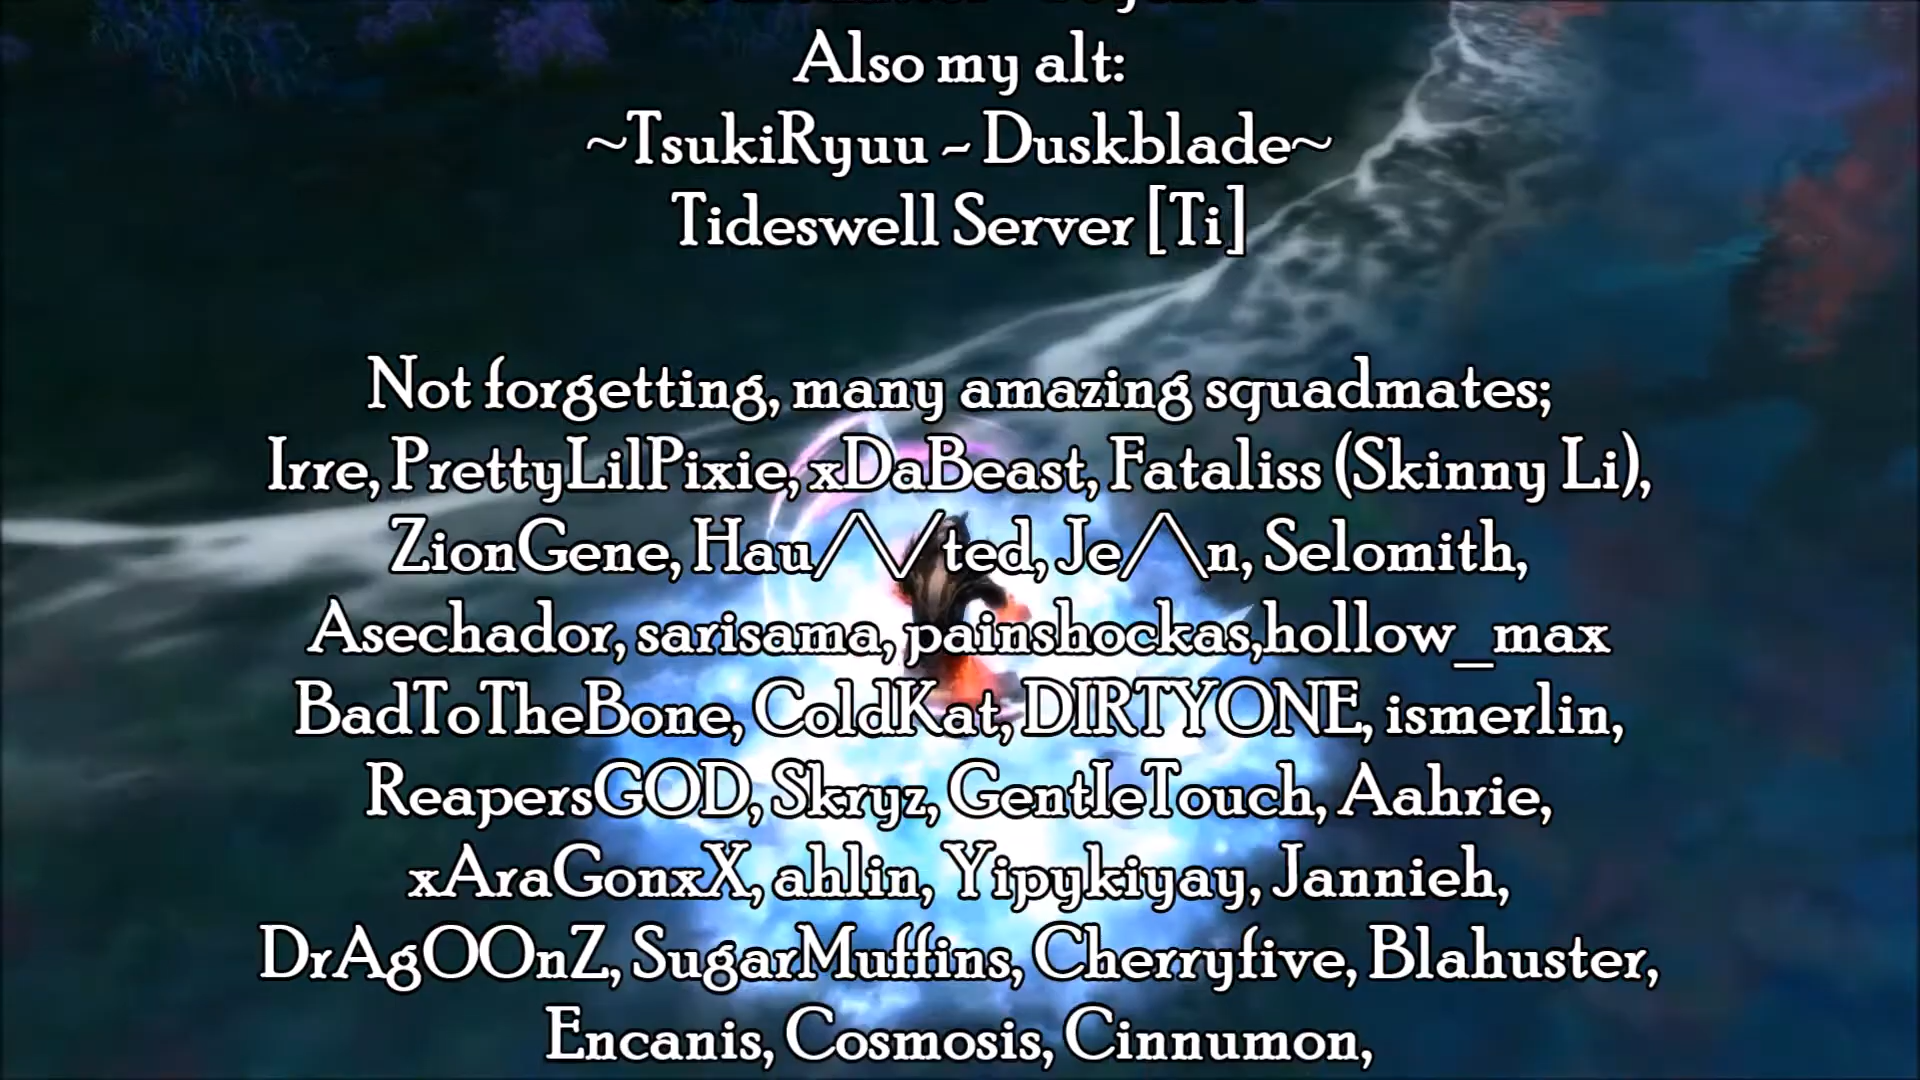 Also my alt:
~TsukiRyuu - Duskblade~
Tideswell Server [Ti]
Not forgetting, many amazing squadmates;
Irre, PrettyLilPixie, xDaBeast, Fataliss (Skinny Li),
ZionGene, Hau/\\/ted, Je/\n, Selomith,
Asechador, sarisama, painshockas,hollow_max
BadToTheBone, ColdKat, DIRTYONE, ismerlin,
ReapersGOD, Skryz, GentIeTouch, Aahrie,
xAraGonxX, ahlin, Yipykiyay, Jannieh,
DrAgOOnZ, SugarMuffins, Cherryfive, Blahuster,
Encanis, Cosmosis, Cinnumon,